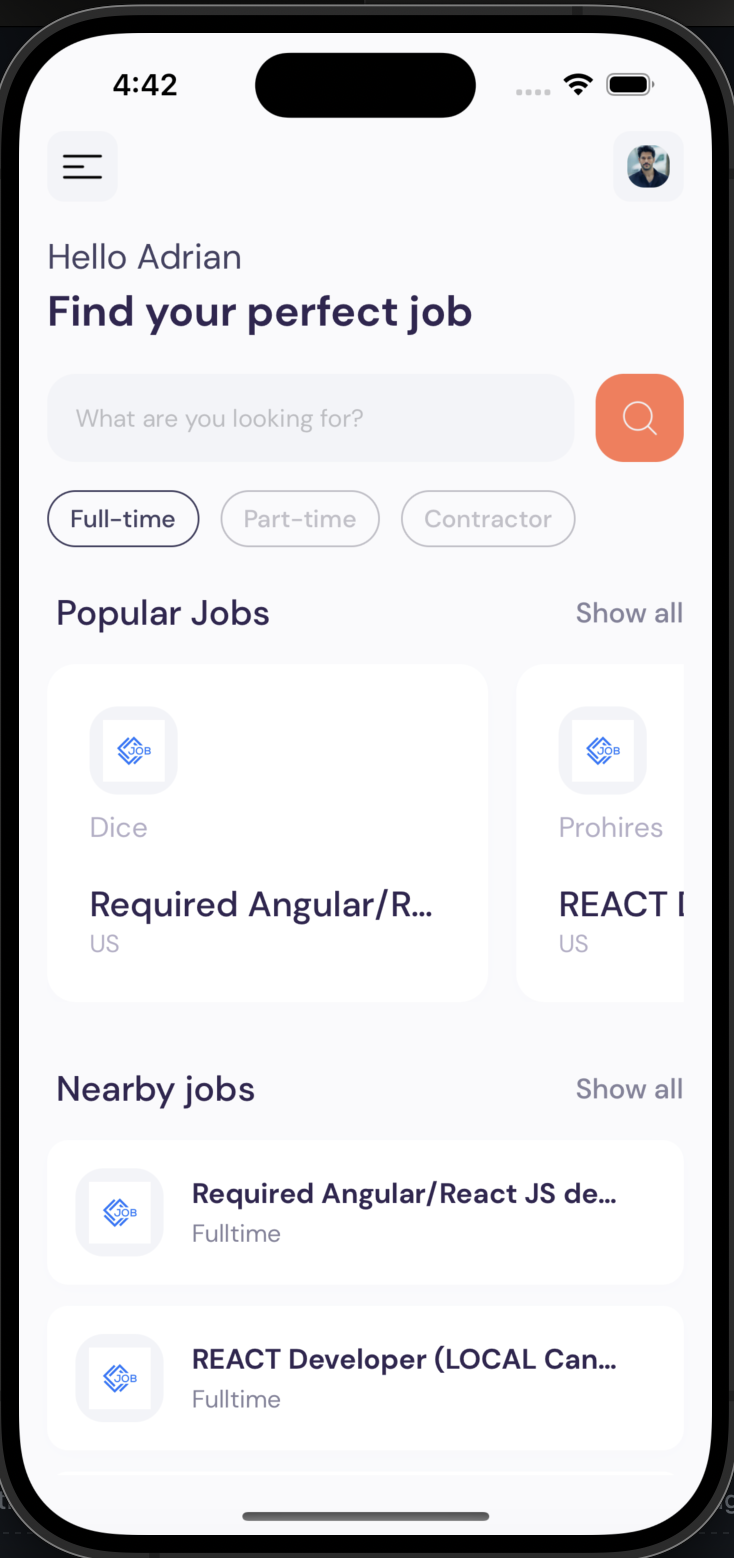 4:42
Hello Adrian
Find your perfect job
What are you looking for?
Full-time Part-time Contractor
Popular Jobs Show all
JOB JOB
Dice Prohires
Required Angular/R... REACT
US US
Nearby jobs Show all
JOB
Required Angular/React JS de...
Fulltime
JOB
REACT Developer (LOCAL Can...
Fulltime